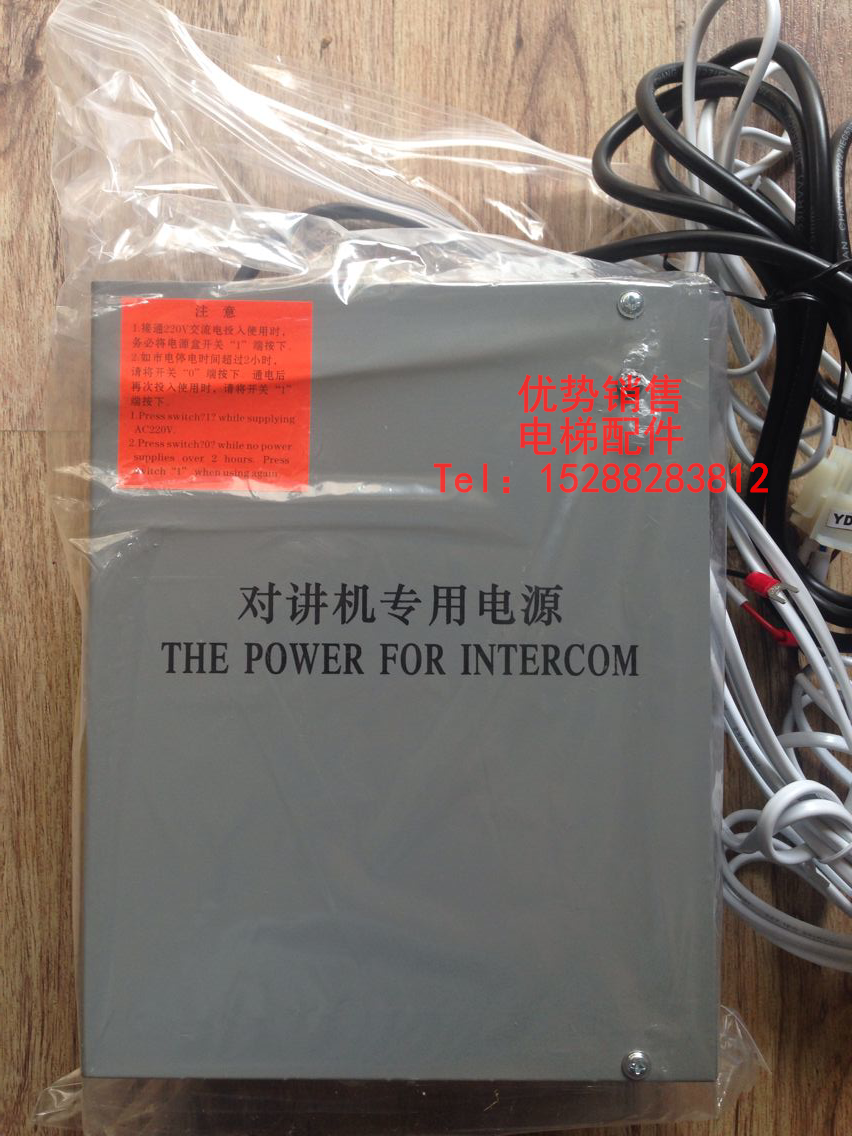 注 意
1.接通220V交流电投入使用时,
务必将电源盒开关“1”端按下.
2.如市电停电时间超过2小时,
请将开关“0”端按下. 通电后
再次投入使用时, 请将开关“1”
端按下.
1.Press switch?1? while supplying
AC220V.
2.Press switch?0? while no power
supplies over 2 hours. Press
switch “1” when using again
优势销售
电梯配件
Tel: 15288283812
YD
对讲机专用电源
THE POWER FOR INTERCOM